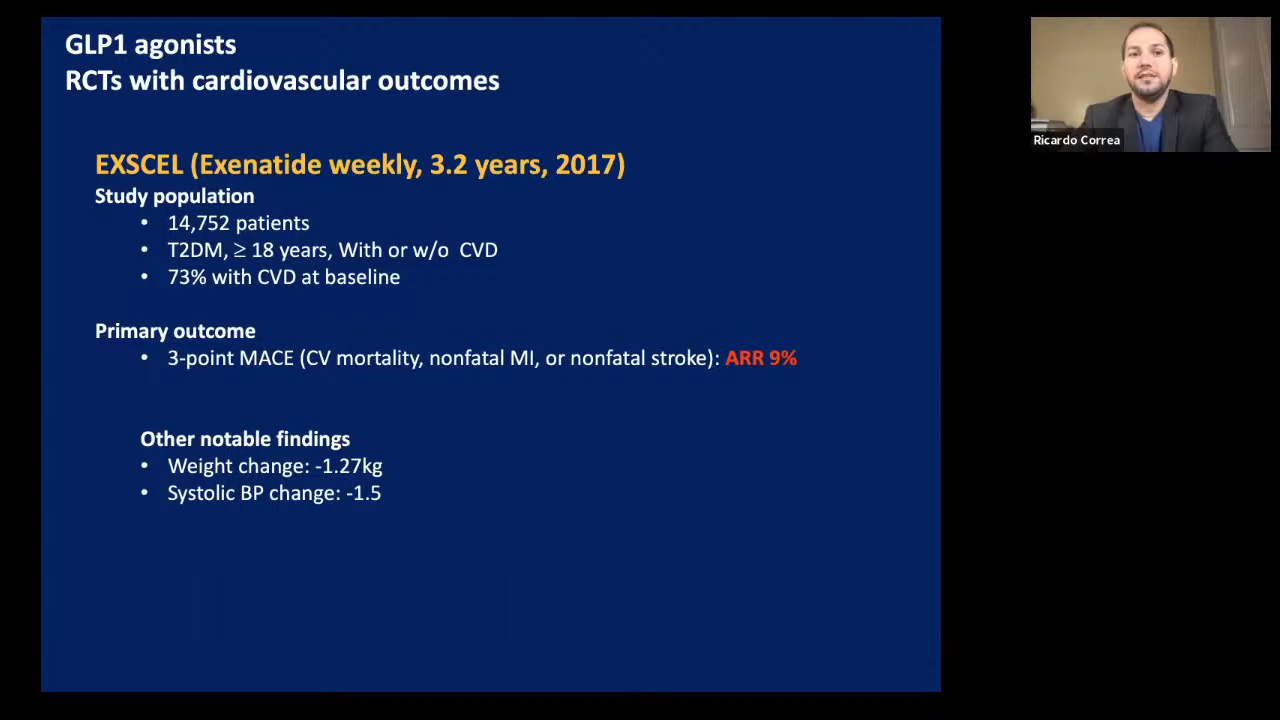 GLP1 agonists
RCTs with cardiovascular outcomes
EXSCEL (Exenatide weekly, 3.2 years, 2017)
Study population
• 14,752 patients
• T2DM, ≥ 18 years, With or w/o CVD
• 73% with CVD at baseline
Primary outcome
• 3-point MACE (CV mortality, nonfatal MI, or nonfatal stroke): ARR 9%
Other notable findings
• Weight change: -1.27kg
• Systolic BP change: -1.5
Ricardo Correa